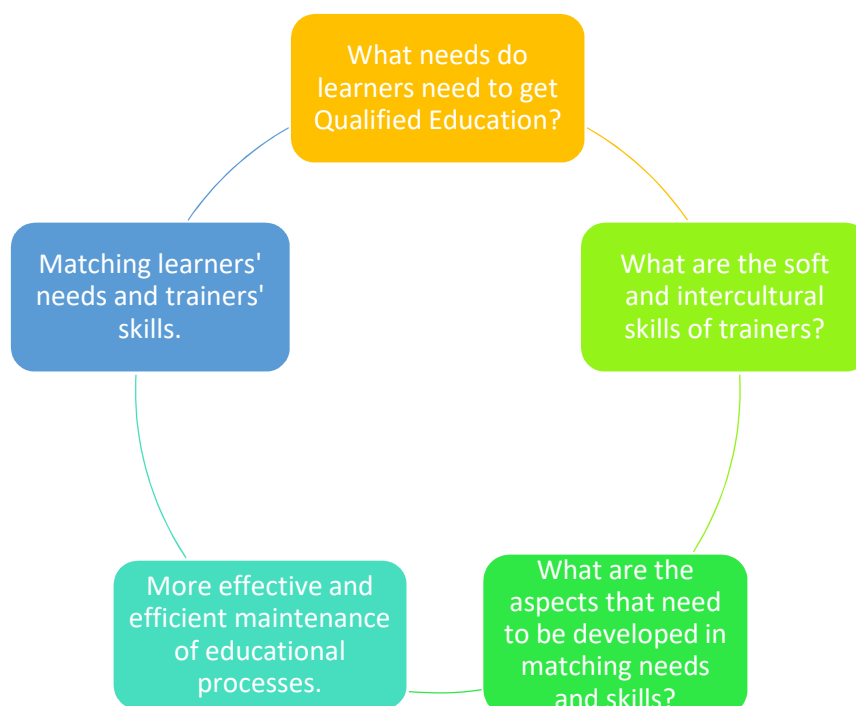 What needs do
learners need to get
Qualified Education?
What are the soft
and intercultural
skills of trainers?
What are the
aspects that need
to be developed in
matching needs
and skills?
More effective and
efficient maintenance
of educational
processes.
Matching learners'
needs and trainers'
skills.